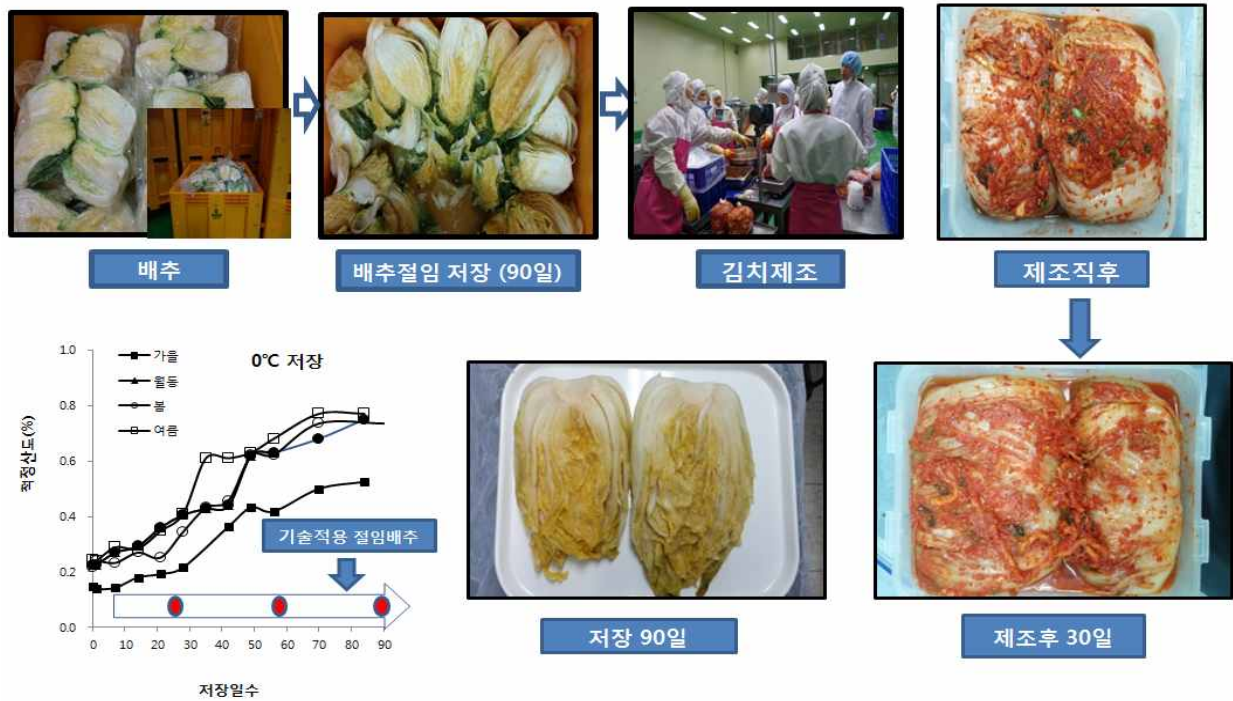 배추
배추절임 저장 (90일)
김치제조
제조직후
0℃ 저장
가을
월동
봄
여름
적정산도(%)
1.0
0.8
0.6
0.4
0.2
0.0
기술적용 절임배추
0 10 20 30 40 50 60 70 80 90
저장일수
저장 90일
제조후 30일